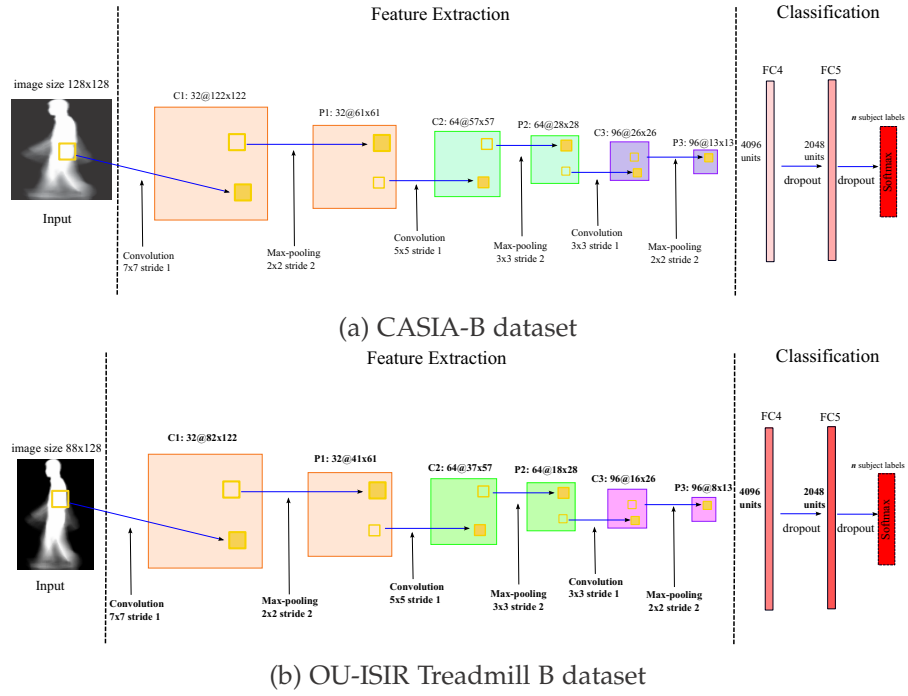 Feature Extraction
Classification
image size 128x128
Input
C1: 32@122x122
P1: 32@61x61
C2: 64@57x57
P2: 64@28x28
C3: 96@26x26
P3: 96@13x13
Convolution
7x7 stride 1
Max-pooling
2x2 stride 2
Convolution
5x5 stride 1
Max-pooling
3x3 stride 2
Convolution
3x3 stride 1
Max-pooling
2x2 stride 2
FC4
4096
units
dropout
FC5
2048
units
dropout
n subject labels
Softmax
(a) CASIA-B dataset
Feature Extraction
Classification
image size 88x128
Input
C1: 32@82x122
P1: 32@41x61
C2: 64@37x57
P2: 64@18x28
C3: 96@16x26
P3: 96@8x13
Convolution
7x7 stride 1
Max-pooling
2x2 stride 2
Convolution
5x5 stride 1
Max-pooling
3x3 stride 2
Convolution
3x3 stride 1
Max-pooling
2x2 stride 2
FC4
4096
units
dropout
FC5
2048
units
dropout
n subject labels
Softmax
(b) OU-ISIR Treadmill B dataset